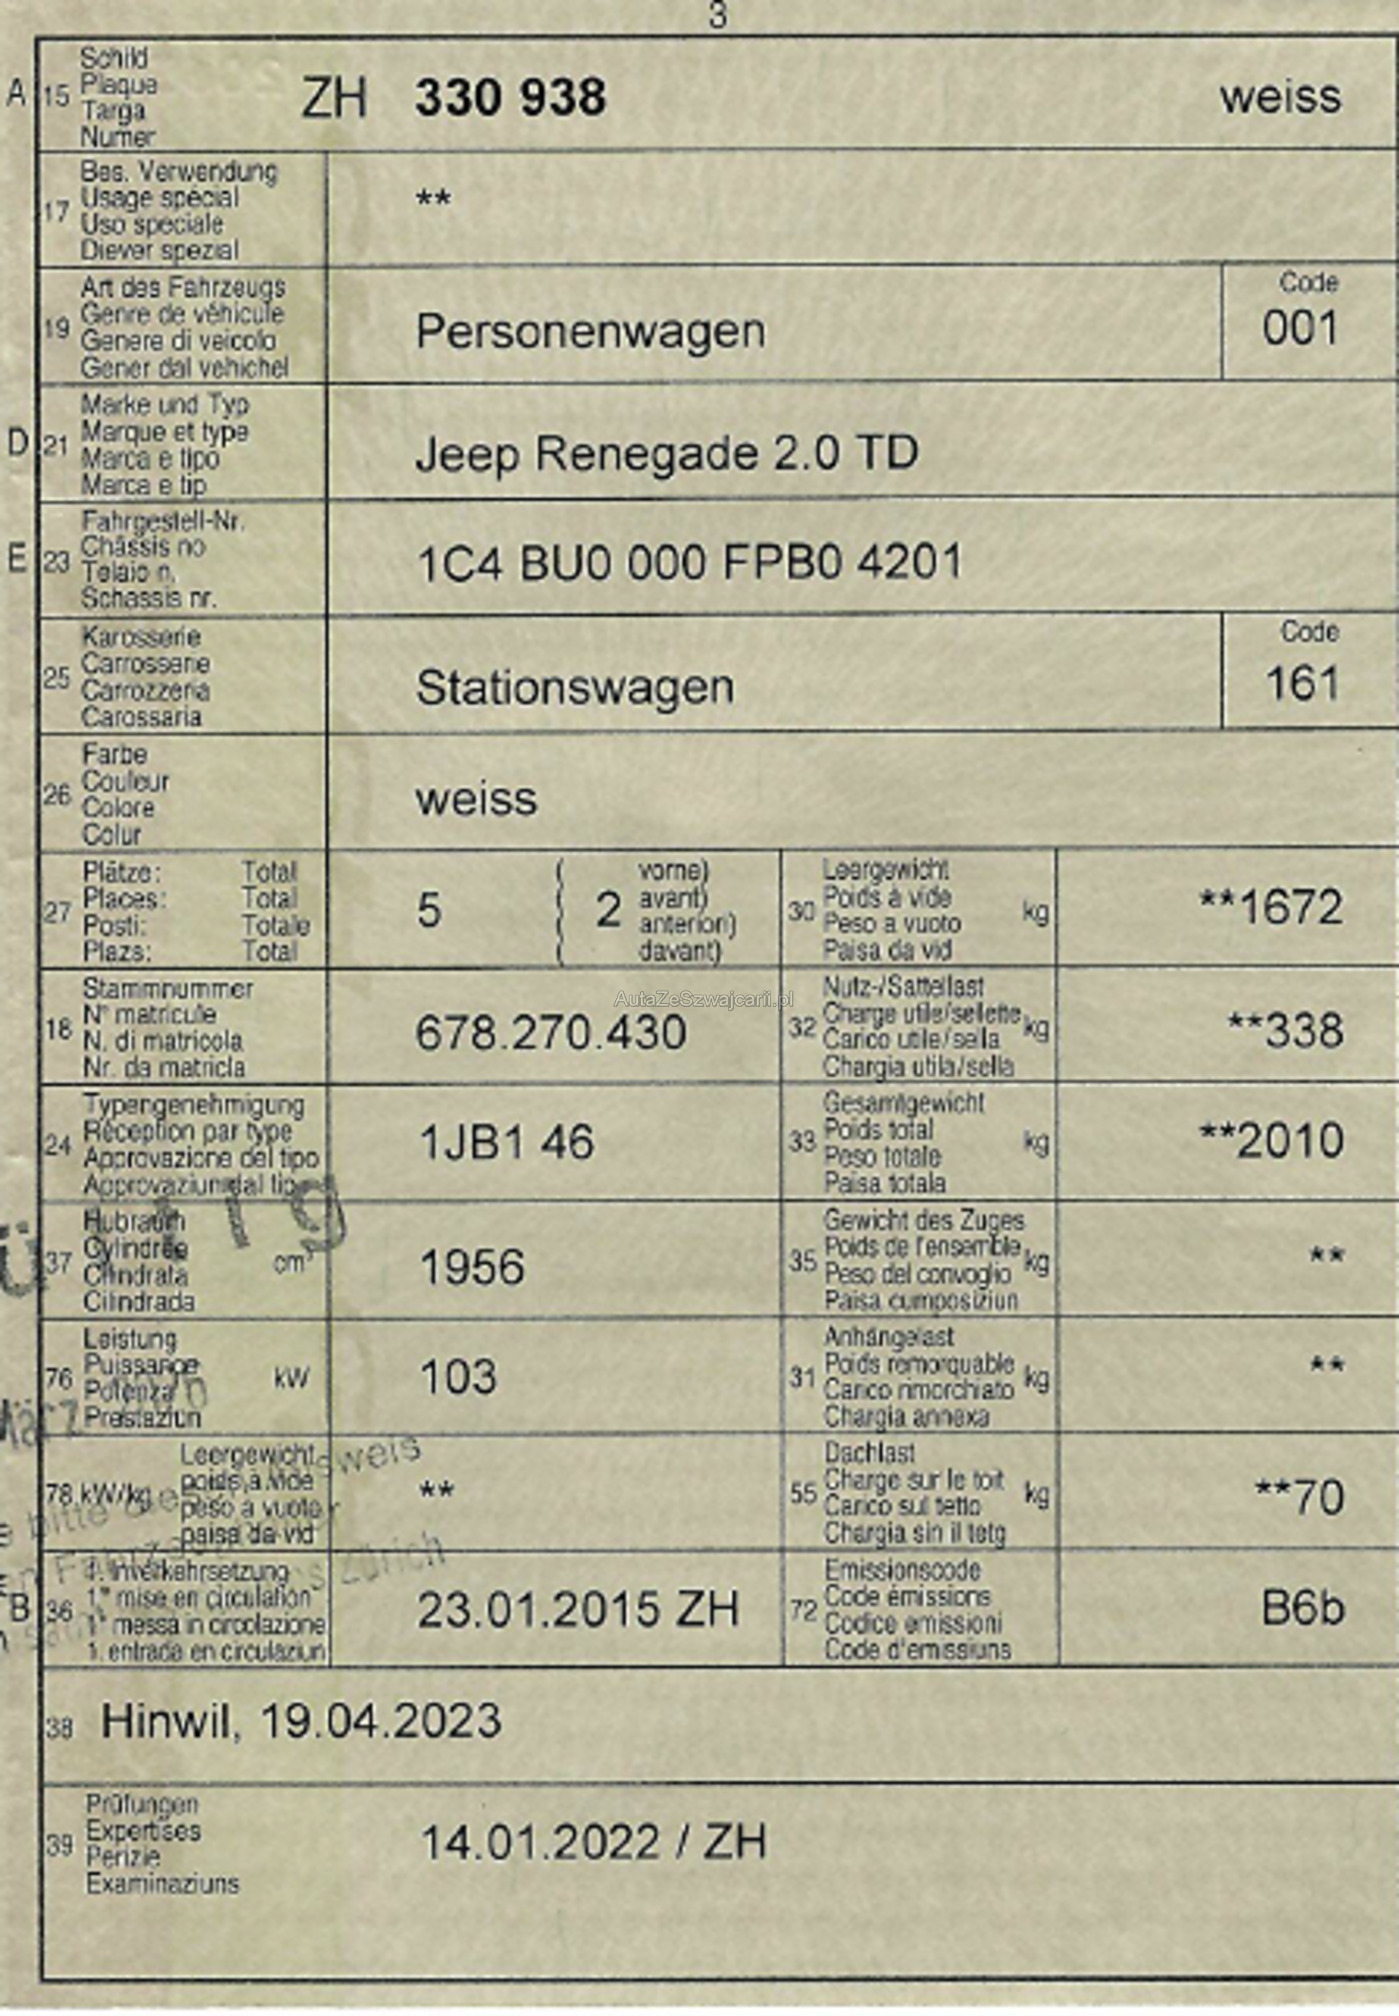 3
A 15 Schild
Plaque
Targa
Numer
ZH 330 938 weiss
17 Bes. Verwendung
Usage spécial
Uso speciale
Diever spezial
**
19 Art des Fahrzeugs
Genre de véhicule
Genere di veicolo
Gener dal vehichel
Personenwagen
Code
001
D 21 Marke und Typ
Marque et type
Marca e tipo
Marca e tip
Jeep Renegade 2.0 TD
E 23 Fahrgestell-Nr.
Châssis no
Telaio n.
Schassis nr.
1C4 BU0 000 FPB0 4201
25 Karosserie
Carrosserie
Carrozzeria
Carossaria
Stationswagen
Code
161
26 Farbe
Couleur
Colore
Colur
weiss
27 Plätze: Total
Places: Total
Posti: Totale
Plazs: Total
5 ( 2 vorne)
( avant)
( anteriori)
( davant)
30 Leergewicht
Poids à vide
Peso a vuoto
Paisa da vid
kg **1672
18 Stammnummer
N° matricule
N. di matricola
Nr. da matricla
678.270.430
AutaZeSzwajcarii.pl
32 Nutz-/Sattellast
Charge utile/sellette
Carico utile/sella
Chargia utila/sella
kg **338
24 Typengenehmigung
Réception par type
Approvazione del tipo
Approvaziun dal tip
1JB1 46
33 Gesamtgewicht
Poids total
Peso totale
Paisa totala
kg **2010
37 Hubraum
Cylindrée
Cilindrata
Cilindrada
cm³ 1956
35 Gewicht des Zuges
Poids de l'ensemble
Peso del convoglio
Paisa cumposiziun
kg **
76 Leistung
Puissance
Potenza
Prestaziun
kW 103
31 Anhängelast
Poids remorquable
Carico rimorchiato
Chargia annexa
kg **
78 kW/kg Leergewicht
poids à vide
peso a vuoto
paisa da vid
**
55 Dachlast
Charge sur le toit
Carico sul tetto
Chargia sin il tetg
kg **70
B 36 1. Inverkehrsetzung
1re mise en circulation
1a messa in circolazione
1. entrada en circulaziun
23.01.2015 ZH
72 Emissionscode
Code émissions
Codice emissioni
Code d'emissiuns
B6b
38 Hinwil, 19.04.2023
39 Prüfungen
Expertises
Perizie
Examinaziuns
14.01.2022 / ZH